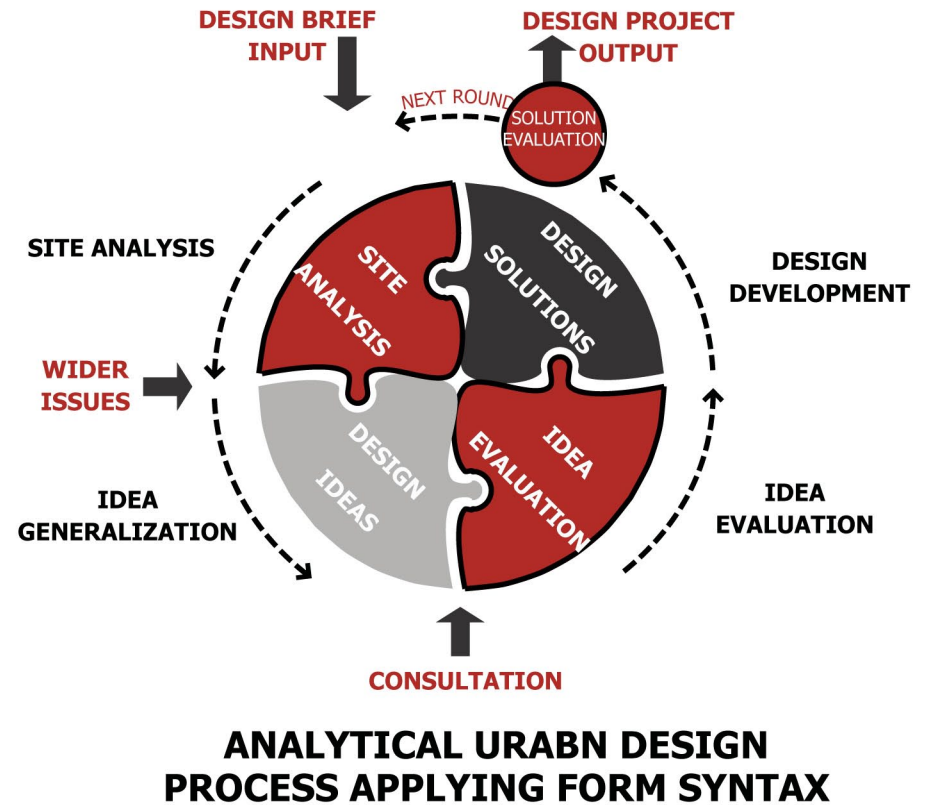 DESIGN BRIEF
INPUT
DESIGN PROJECT
OUTPUT
NEXT ROUND
SOLUTION
EVALUATION
SITE ANALYSIS
SITE
ANALYSIS
DESIGN
SOLUTIONS
DESIGN
DEVELOPMENT
WIDER
ISSUES
DESIGN
IDEAS
IDEA
EVALUATION
IDEA
GENERALIZATION
IDEA
EVALUATION
CONSULTATION
ANALYTICAL URABN DESIGN
PROCESS APPLYING FORM SYNTAX